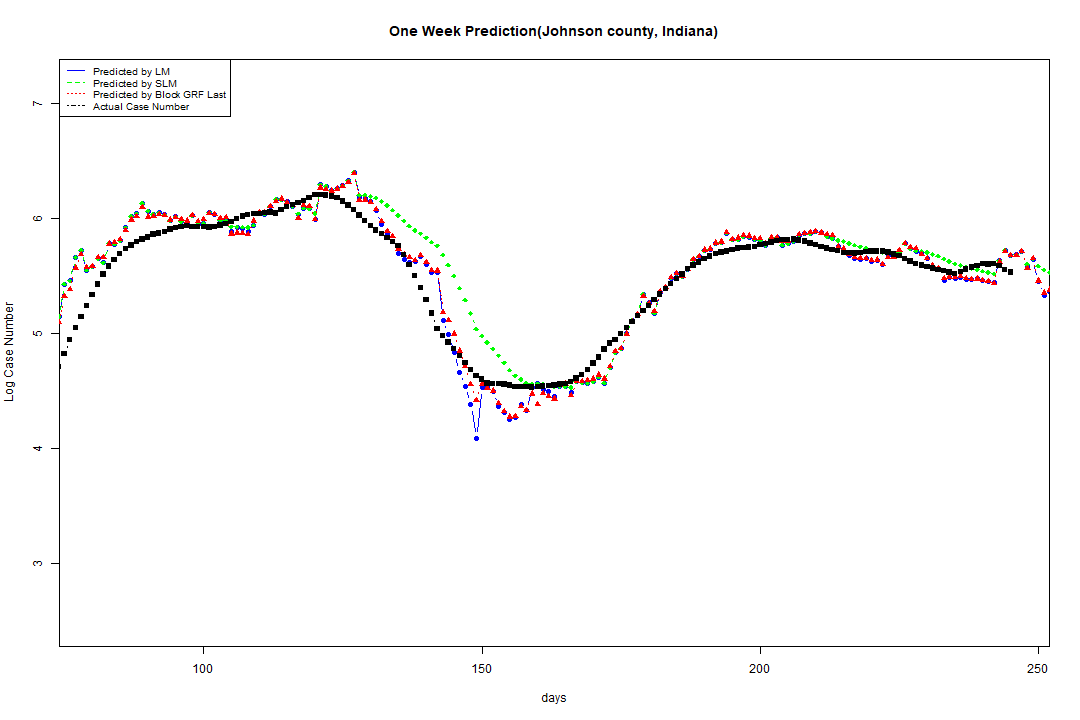 One Week Prediction(Johnson county, Indiana)
Predicted by LM
Predicted by SLM
Predicted by Block GRF Last
Actual Case Number
7
6
5
4
3
Log Case Number
100 150 200 250
days